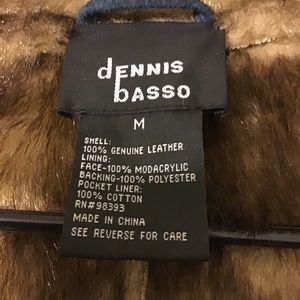 dENNIS
basso
M
SHELL:
100% GENUINE LEATHER
LINING:
FACE-100% MODACRYLIC
BACKING-100% POLYESTER
POCKET LINER:
100% COTTON
RN#98393
MADE IN CHINA
SEE REVERSE FOR CARE